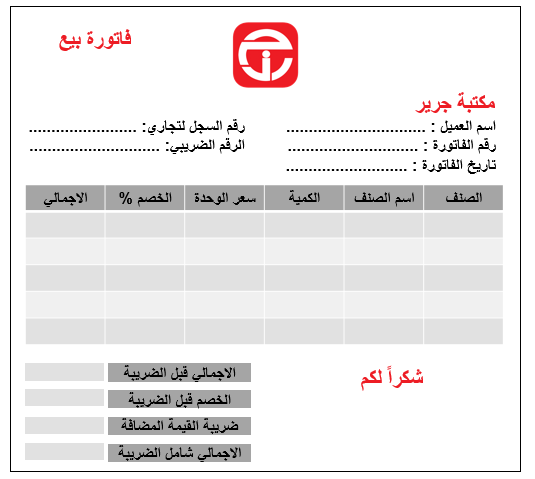 فاتورة بيع
مكتبة جرير
اسم العميل : ...............................
رقم السجل لتجاري: ........................
رقم الفاتورة : .............................
الرقم الضريبي: .............................
تاريخ الفاتورة : ...........................
الصنف اسم الصنف الكمية سعر الوحدة الخصم % الاجمالي
شكراً لكم
الاجمالي قبل الضريبة
الخصم قبل الضريبة
ضريبة القيمة المضافة
الاجمالي شامل الضريبة